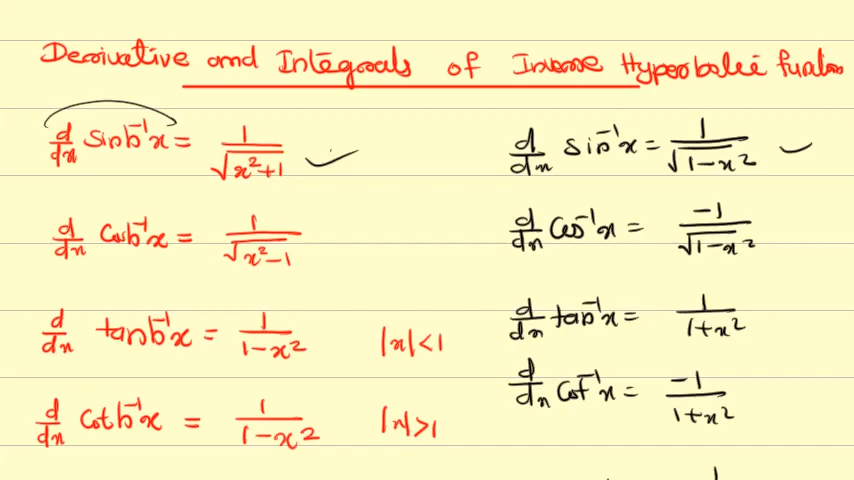 Derivative and Integrals of Inverse Hyperbolic
d/dx sinh⁻¹x = 1/√(x²+1)
d/dx cosh⁻¹x = 1/√(x²-1)
d/dx tanh⁻¹x = 1/(1-x²) |x|<1
d/dx coth⁻¹x = 1/(1-x²) |x|>1
d/dx sin⁻¹x = 1/√(1-x²)
d/dx cos⁻¹x = -1/√(1-x²)
d/dx tan⁻¹x = 1/(1+x²)
d/dx cot⁻¹x = -1/(1+x²)